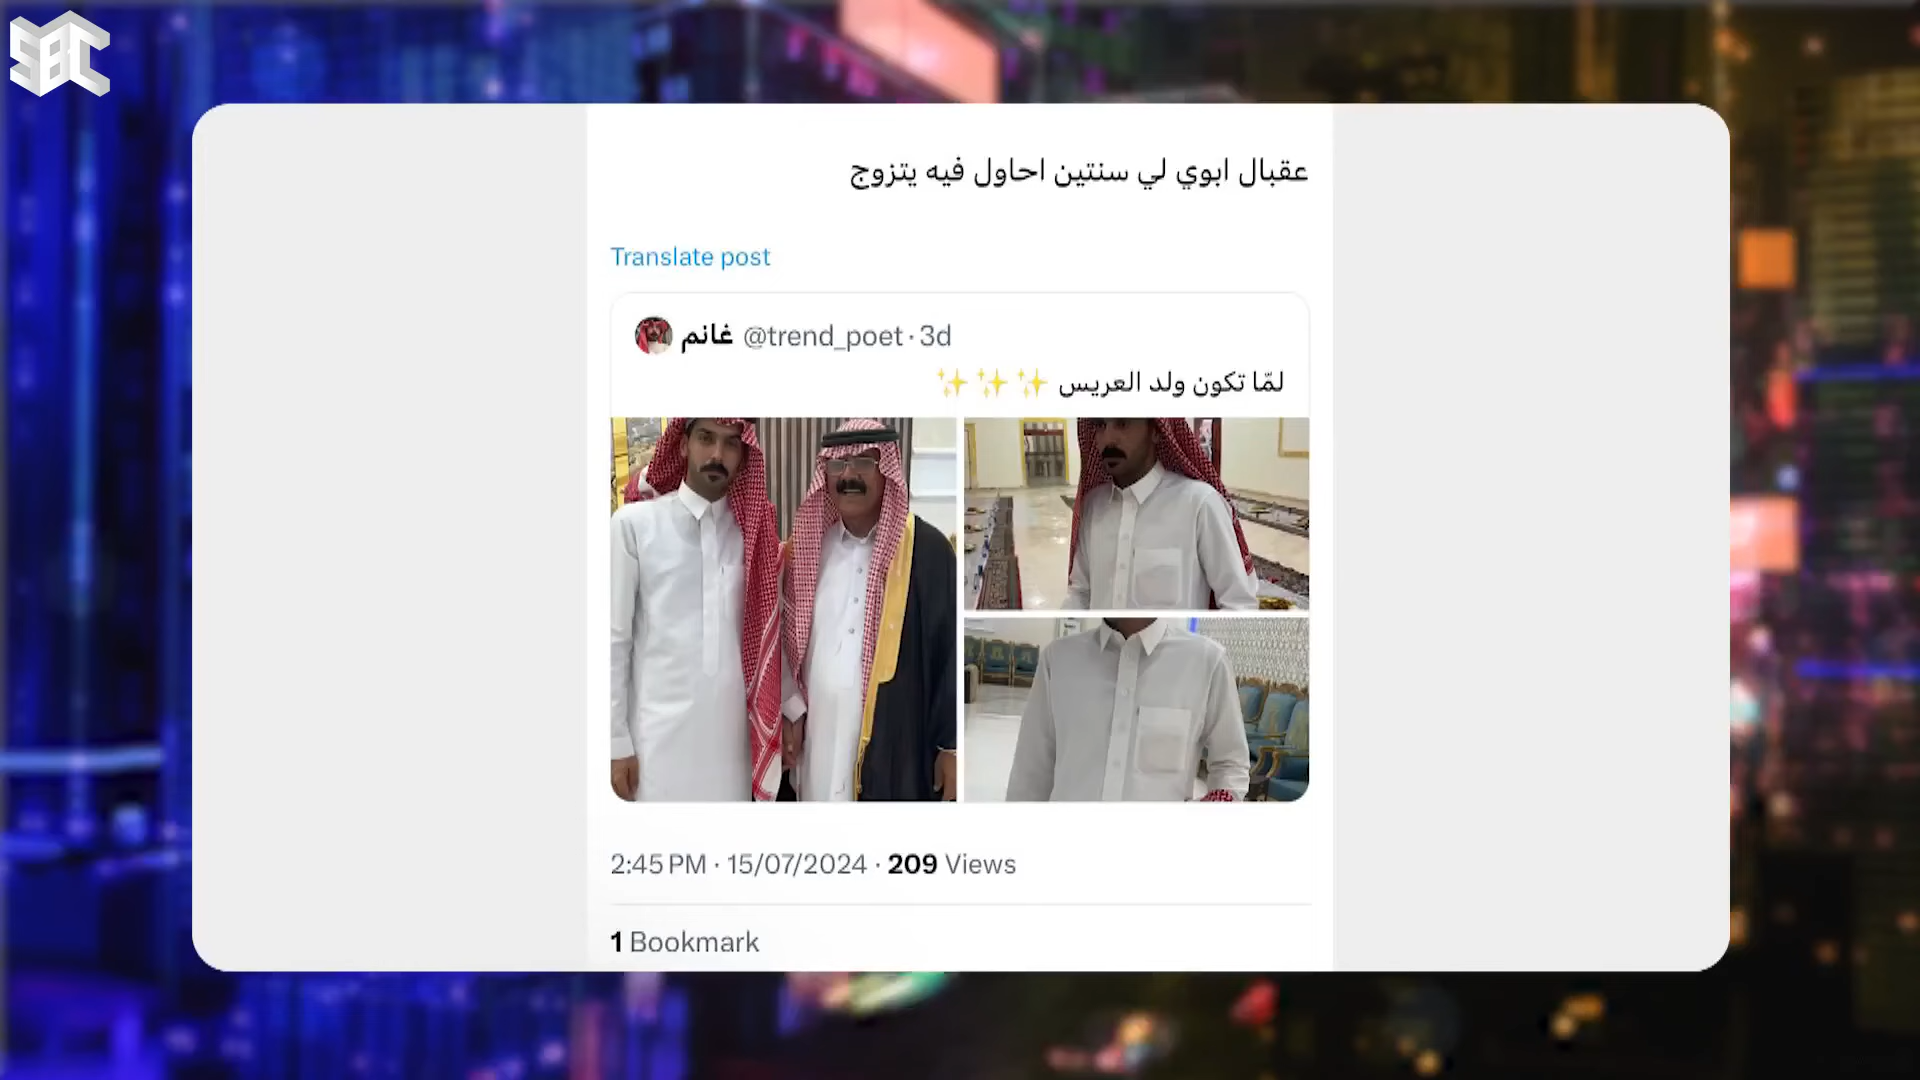 SBC
عقبال ابوي لي سنتين احاول فيه يتزوج
Translate post
غانم @trend_poet · 3d
لمّا تكون ولد العريس ✨ ✨ ✨
2:45 PM · 15/07/2024 · 209 Views
1 Bookmark